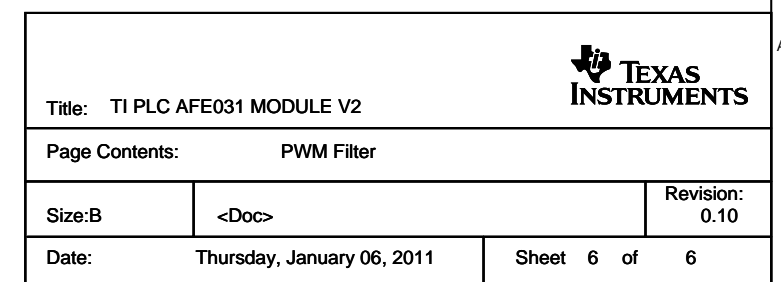 TEXAS
INSTRUMENTS
Title: TI PLC AFE031 MODULE V2
Page Contents: PWM Filter
Revision:
Size:B <Doc> 0.10
Date: Thursday, January 06, 2011 Sheet 6 of 6